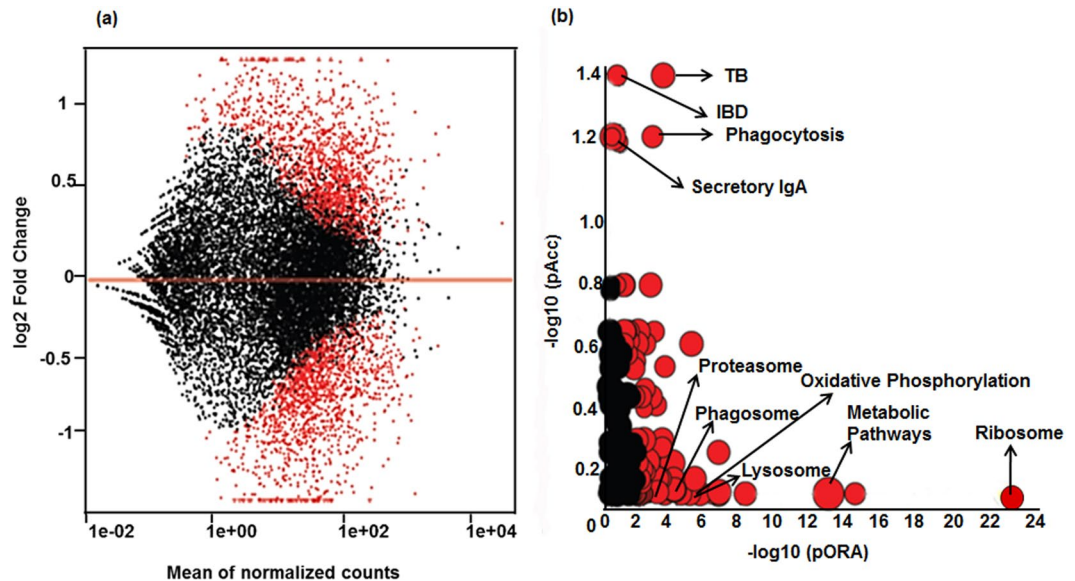 (a)
log2 Fold Change
1
0.5
0
-0.5
-1
1e-02
1e+00
1e+02
1e+04
Mean of normalized counts
(b)
-log10 (pAcc)
1.4
1.2
1.0
0.8
0.6
0.4
0.2
0
TB
IBD
Phagocytosis
Secretory IgA
Proteasome
Oxidative Phosphorylation
Phagosome
Metabolic
Pathways
Ribosome
Lysosome
0 2 4 6 8 10 12 14 16 18 20 22 24
-log10 (pORA)